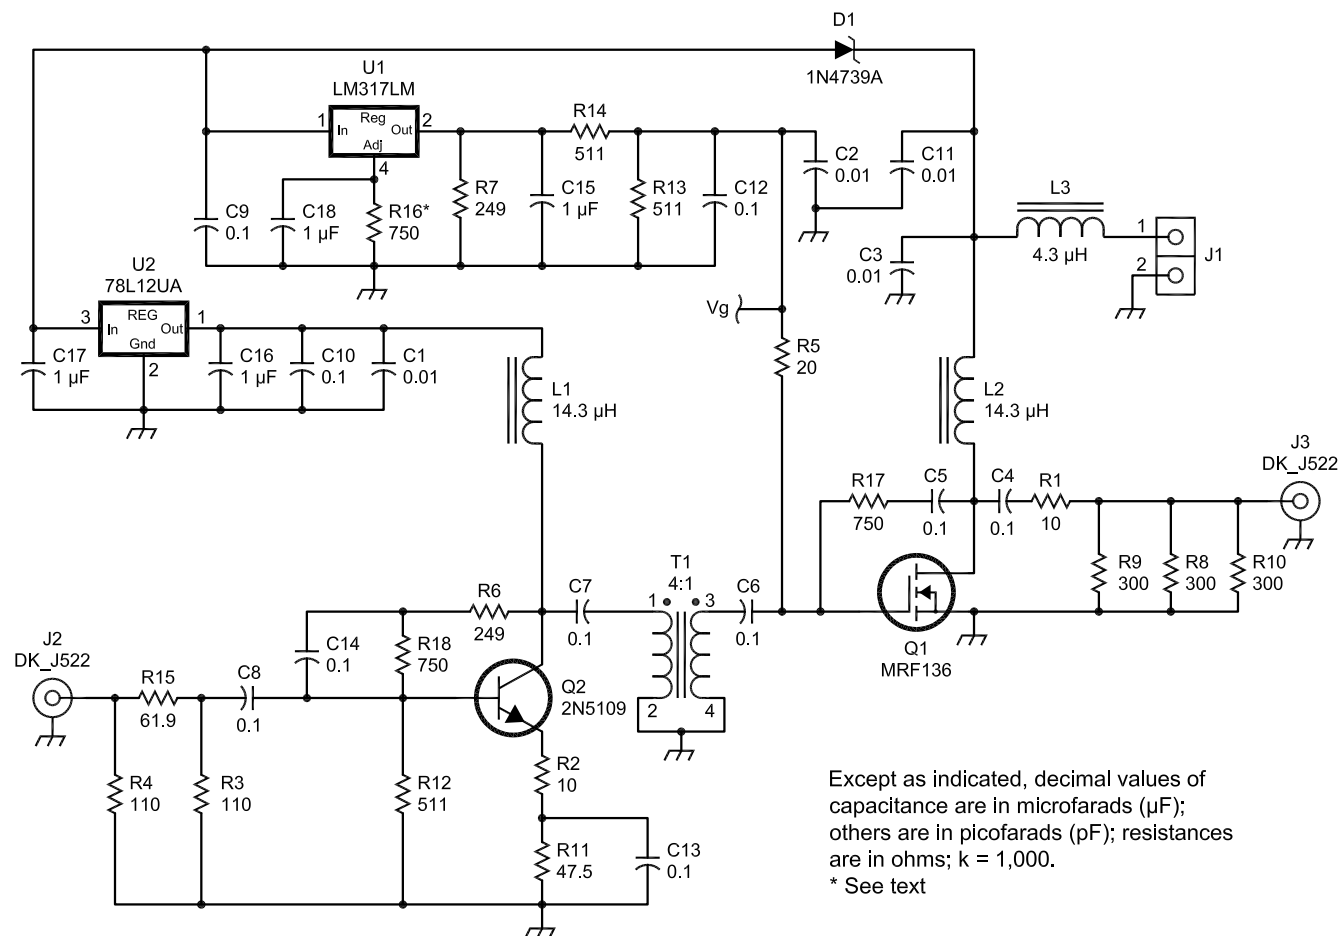 D1
1N4739A
U1
LM317LM
1
In
Reg
Out
2
Adj
4
R14
511
C9
0.1
C18
1 µF
R16*
750
R7
249
C15
1 µF
R13
511
C12
0.1
C2
0.01
C11
0.01
L3
4.3 µH
1
2
J1
C3
0.01
U2
78L12UA
3
In
REG
Out
1
Gnd
2
C17
1 µF
C16
1 µF
C10
0.1
C1
0.01
L1
14.3 µH
Vg
R5
20
L2
14.3 µH
J3
DK_J522
R17
750
C5
0.1
C4
0.1
R1
10
R9
300
R8
300
R10
300
Q1
MRF136
T1
4:1
1
3
2
4
C7
0.1
C6
0.1
R6
249
C14
0.1
R18
750
Q2
2N5109
J2
DK_J522
R15
61.9
C8
0.1
R4
110
R3
110
R12
511
R2
10
R11
47.5
C13
0.1
Except as indicated, decimal values of
capacitance are in microfarads (µF);
others are in picofarads (pF); resistances
are in ohms; k = 1,000.
* See text